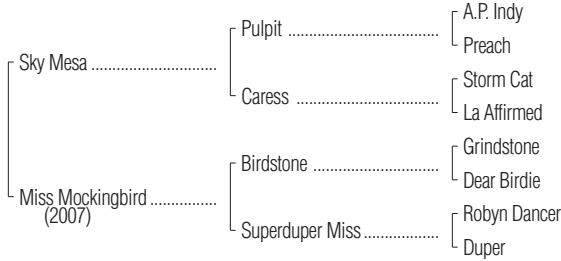 A.P. Indy
Pulpit ....................................
Preach
Sky Mesa ..............................
Storm Cat
Caress ..................................
La Affirmed
Grindstone
Birdstone ..............................
Dear Birdie
Miss Mockingbird ................
(2007)
Robyn Dancer
Superduper Miss ..................
Duper